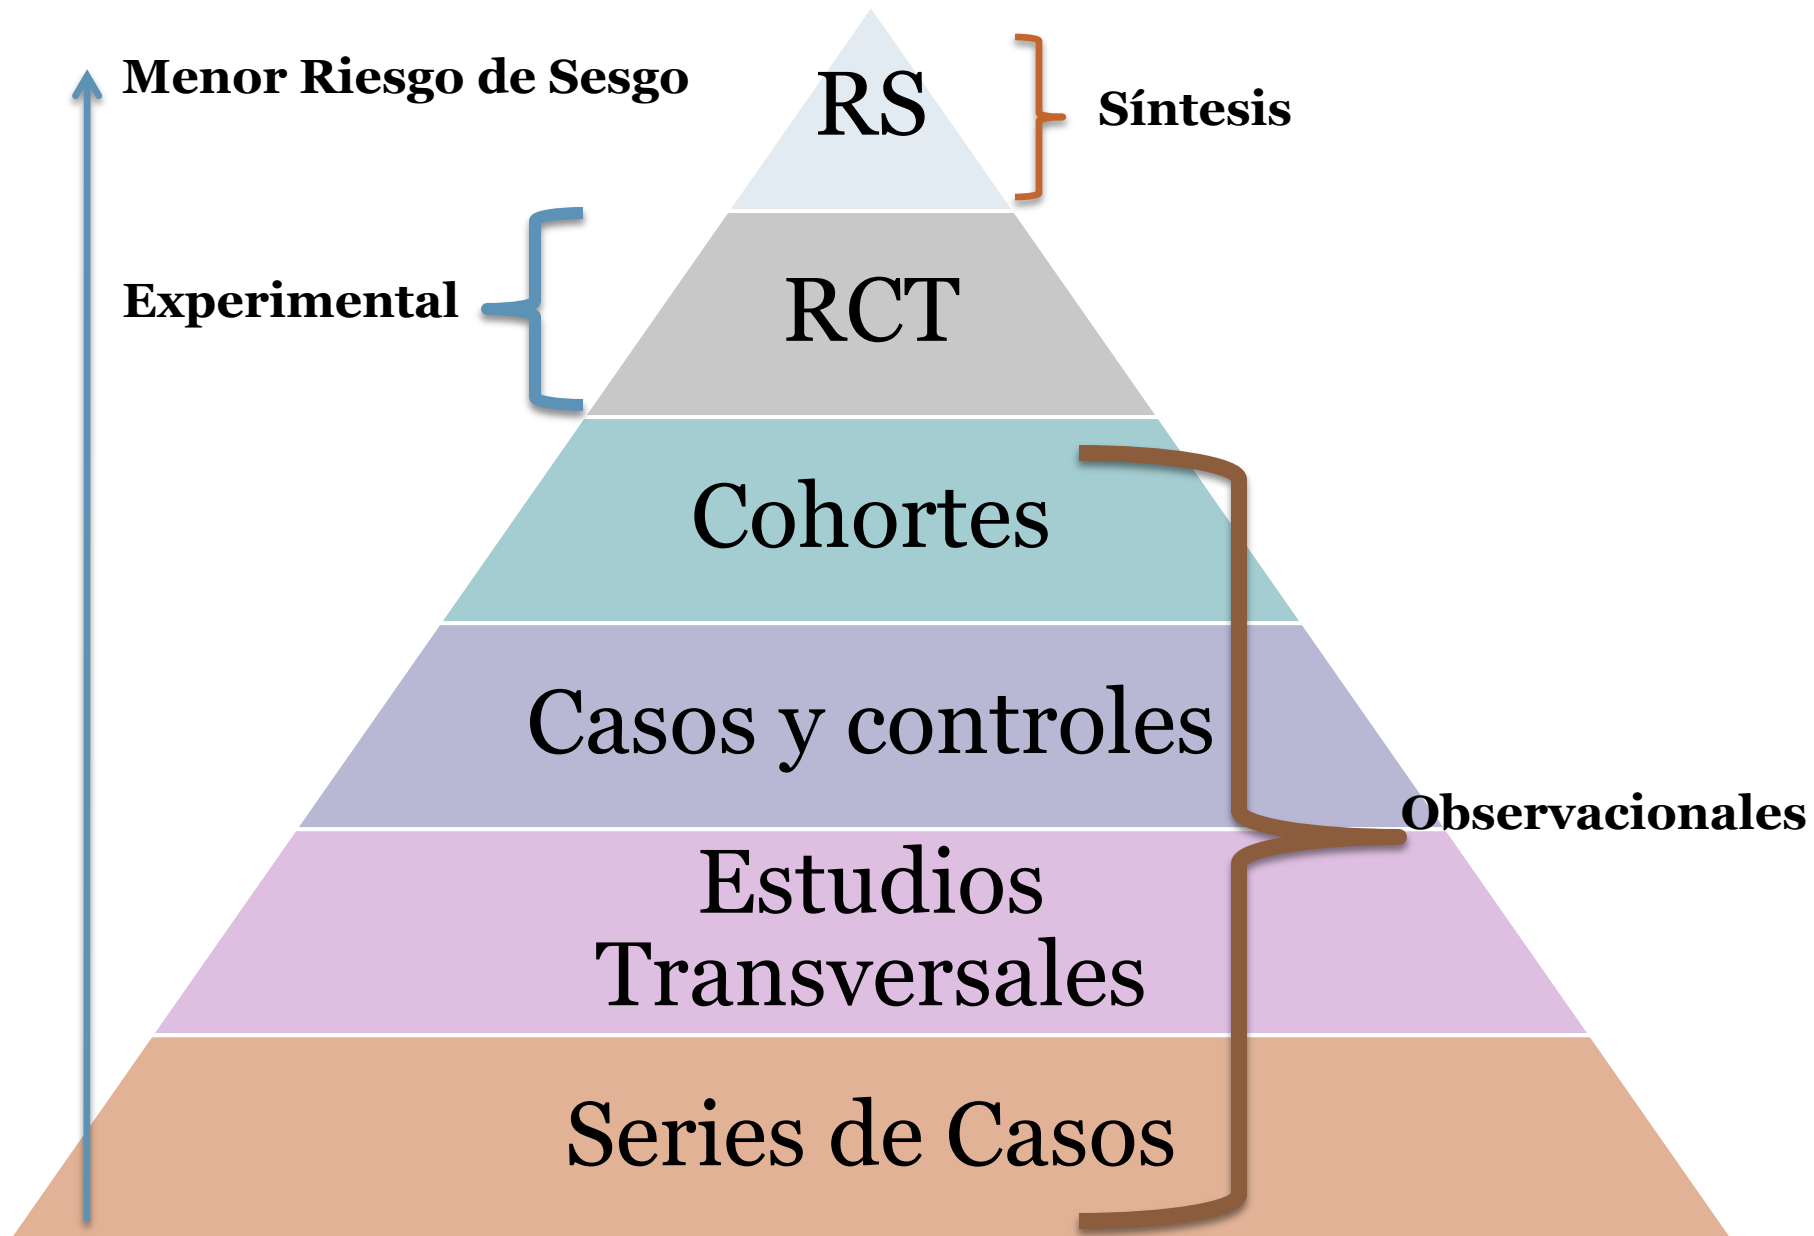 Menor Riesgo de Sesgo
RS
Síntesis
Experimental
RCT
Cohortes
Casos y controles
Observacionales
Estudios
Transversales
Series de Casos